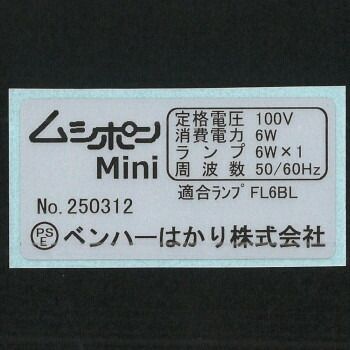 ムシポン
Mini
定格電圧 100V
消費電力 6W
ランプ 6W×1
周波数 50/60Hz
適合ランプ FL6BL
No.250312
PS
E
ベンハーはかり株式会社